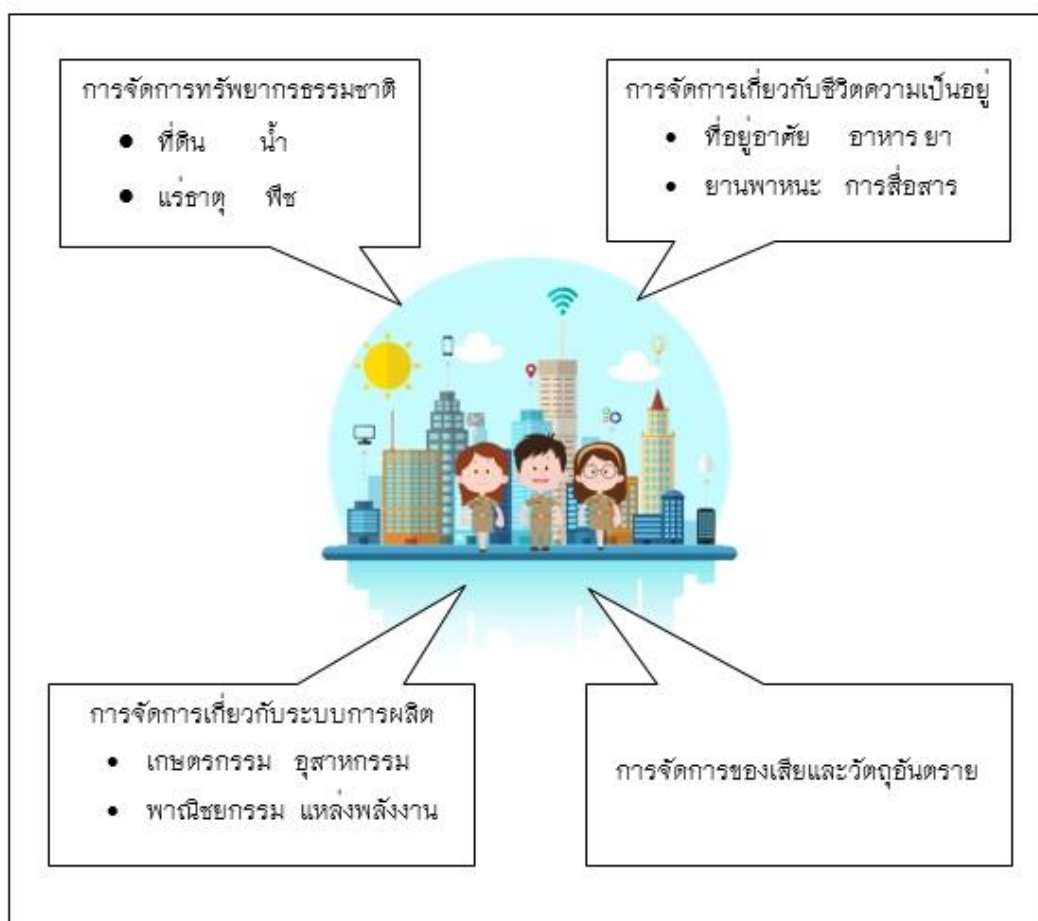 การจัดการทรัพยากรธรรมชาติ
● ที่ดิน น้ำ
● แร่ธาตุ พืช
การจัดการเกี่ยวกับชีวิตความเป็นอยู่
• ที่อยู่อาศัย อาหาร ยา
• ยานพาหนะ การสื่อสาร
การจัดการเกี่ยวกับระบบการผลิต
• เกษตรกรรม อุสาหกรรม
• พาณิชยกรรม แหล่งพลังงาน
การจัดการของเสียและวัตถุอันตราย